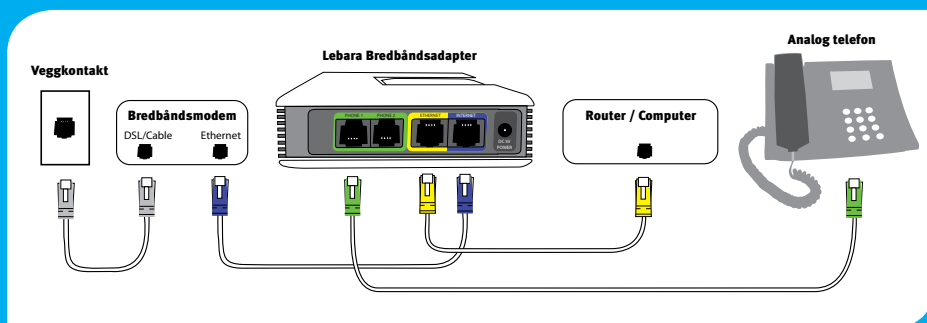 Analog telefon
Lebara Bredbåndsadapter
Veggkontakt
Bredbåndsmodem
DSL/Cable Ethernet
PHONE 1 PHONE 2 ETHERNET INTERNET
DC 5V
POWER
Router / Computer